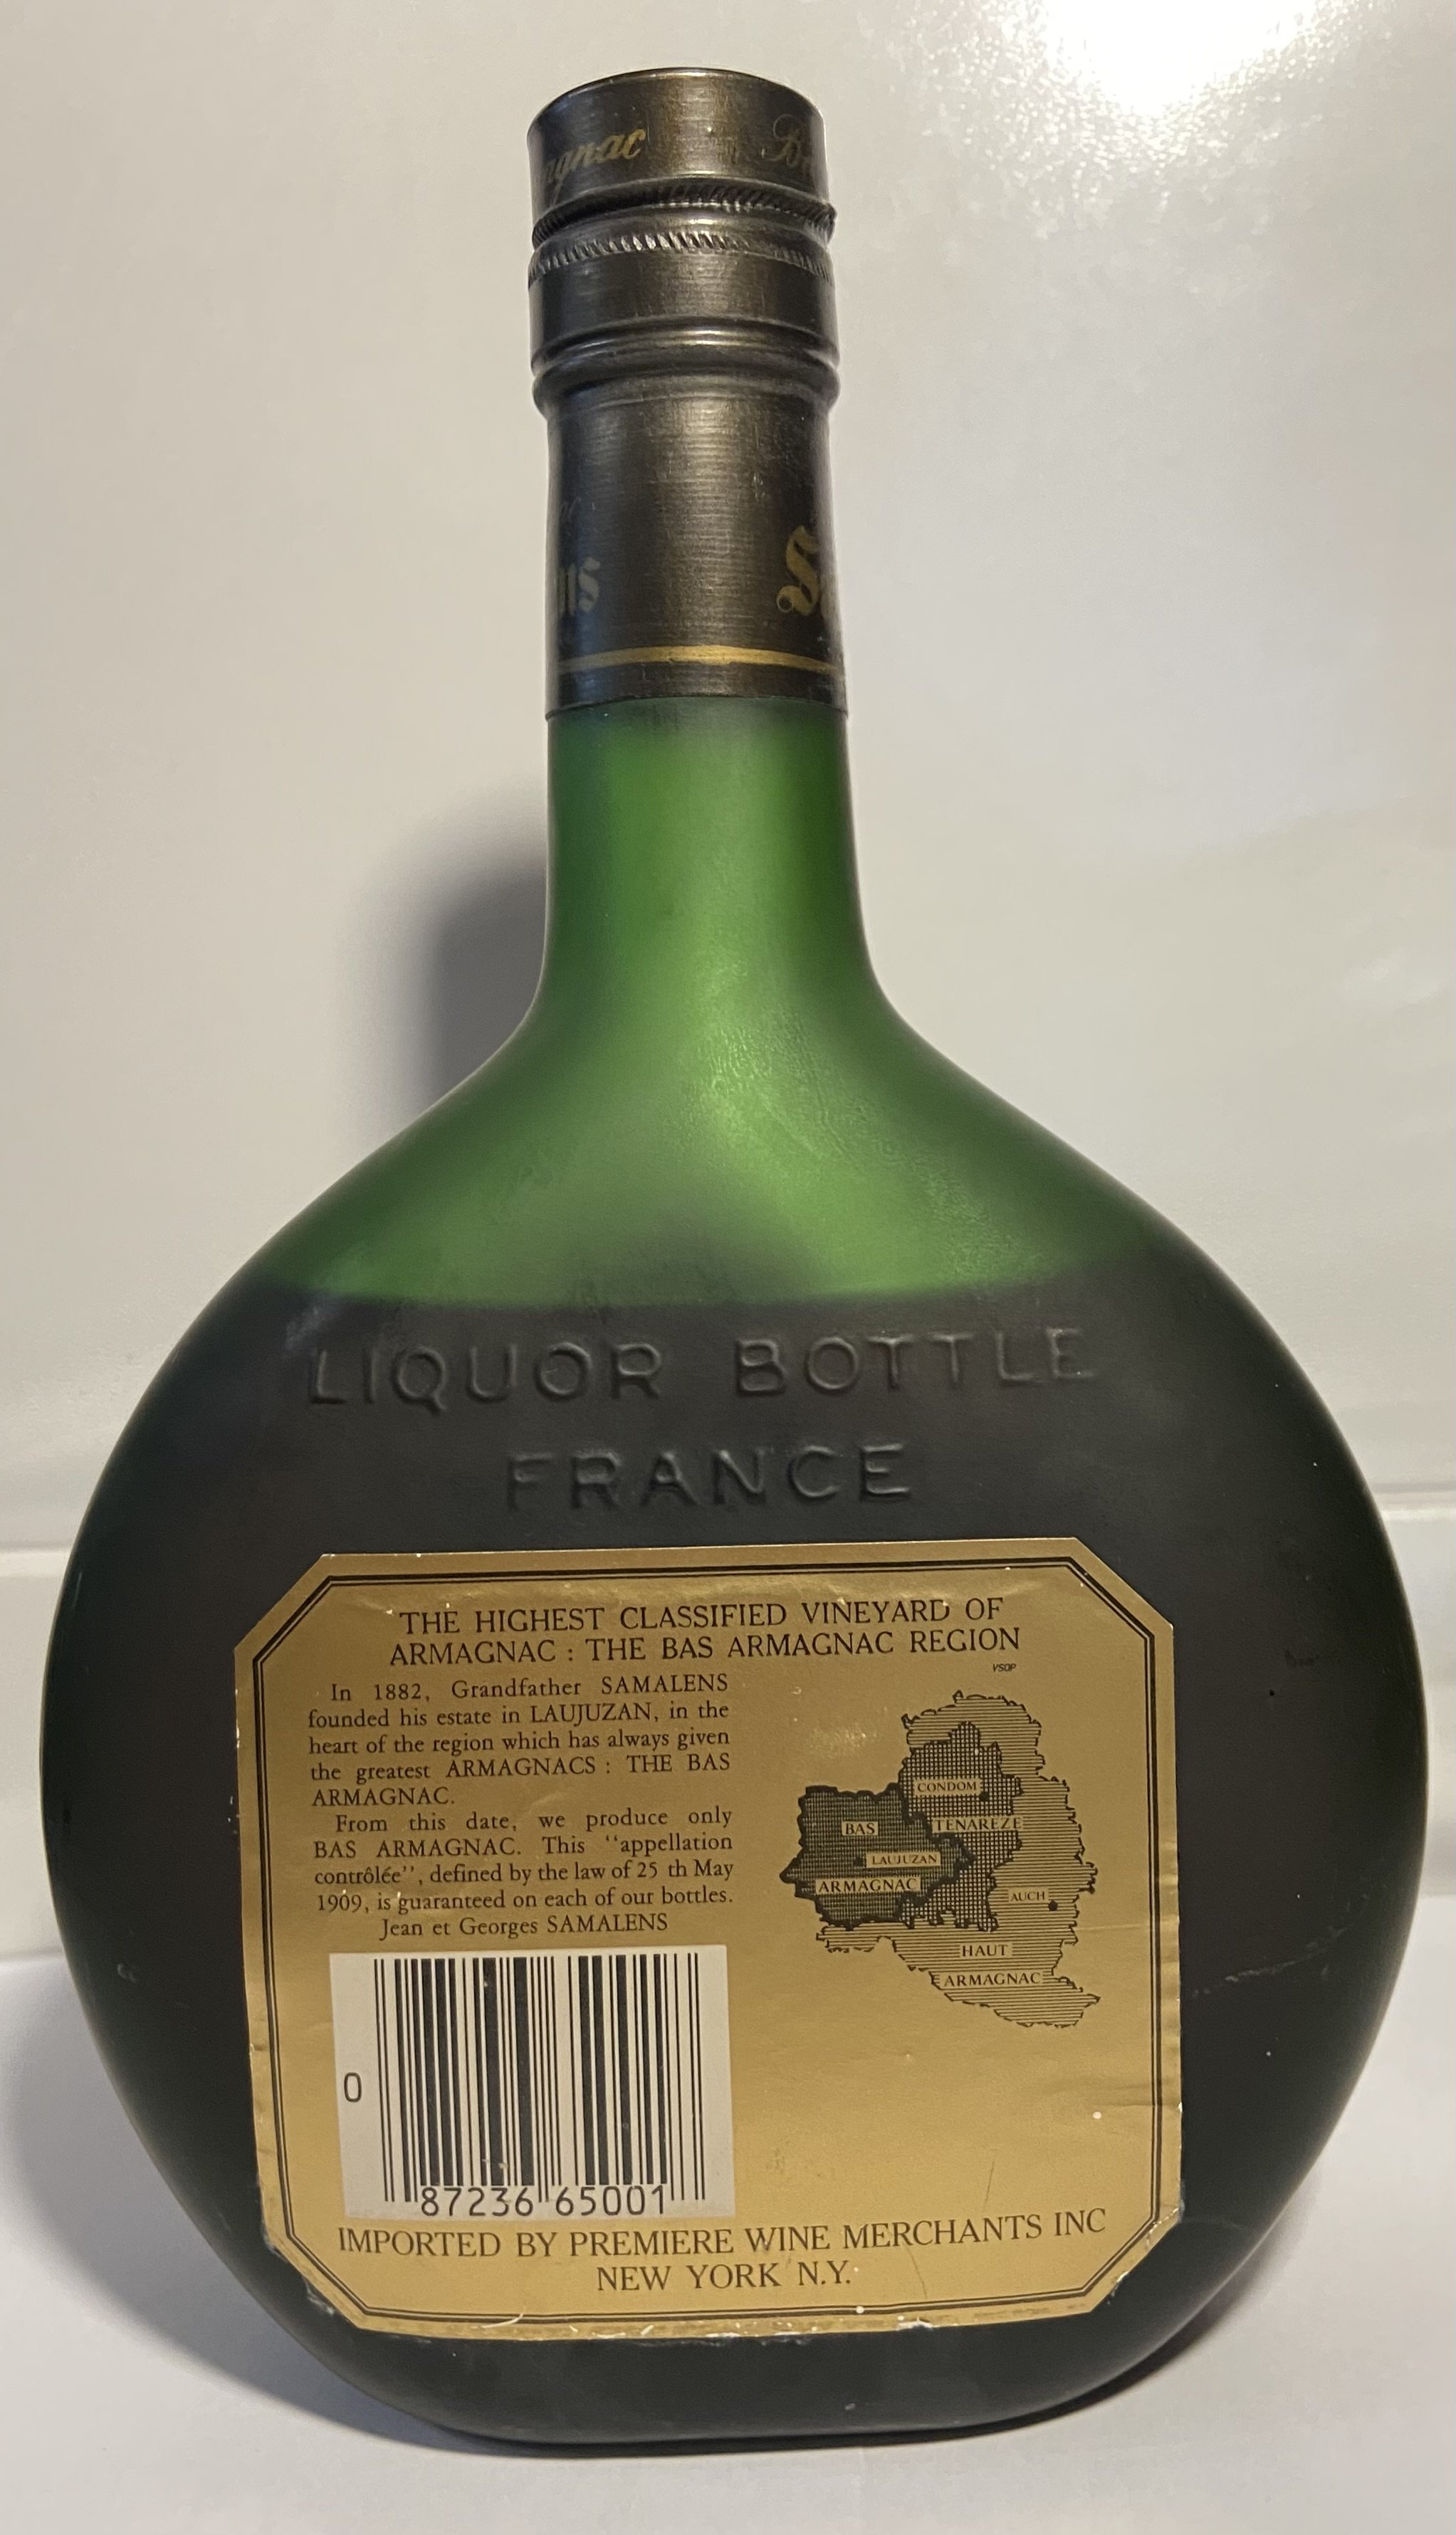 agnac
ns
LIQUOR BOTTLE
FRANCE
THE HIGHEST CLASSIFIED VINEYARD OF
ARMAGNAC : THE BAS ARMAGNAC REGION
VSOP
In 1882, Grandfather SAMALENS
founded his estate in LAUJUZAN, in the
heart of the region which has always given
the greatest ARMAGNACS : THE BAS
ARMAGNAC.
From this date, we produce only
BAS ARMAGNAC. This ‘‘appellation
contrôlée’’, defined by the law of 25 th May
1909, is guaranteed on each of our bottles.
Jean et Georges SAMALENS
CONDOM
BAS
TENAREZE
LAUJUZAN
ARMAGNAC
AUCH
HAUT
ARMAGNAC
0 87236 65001
IMPORTED BY PREMIERE WINE MERCHANTS INC
NEW YORK N.Y.